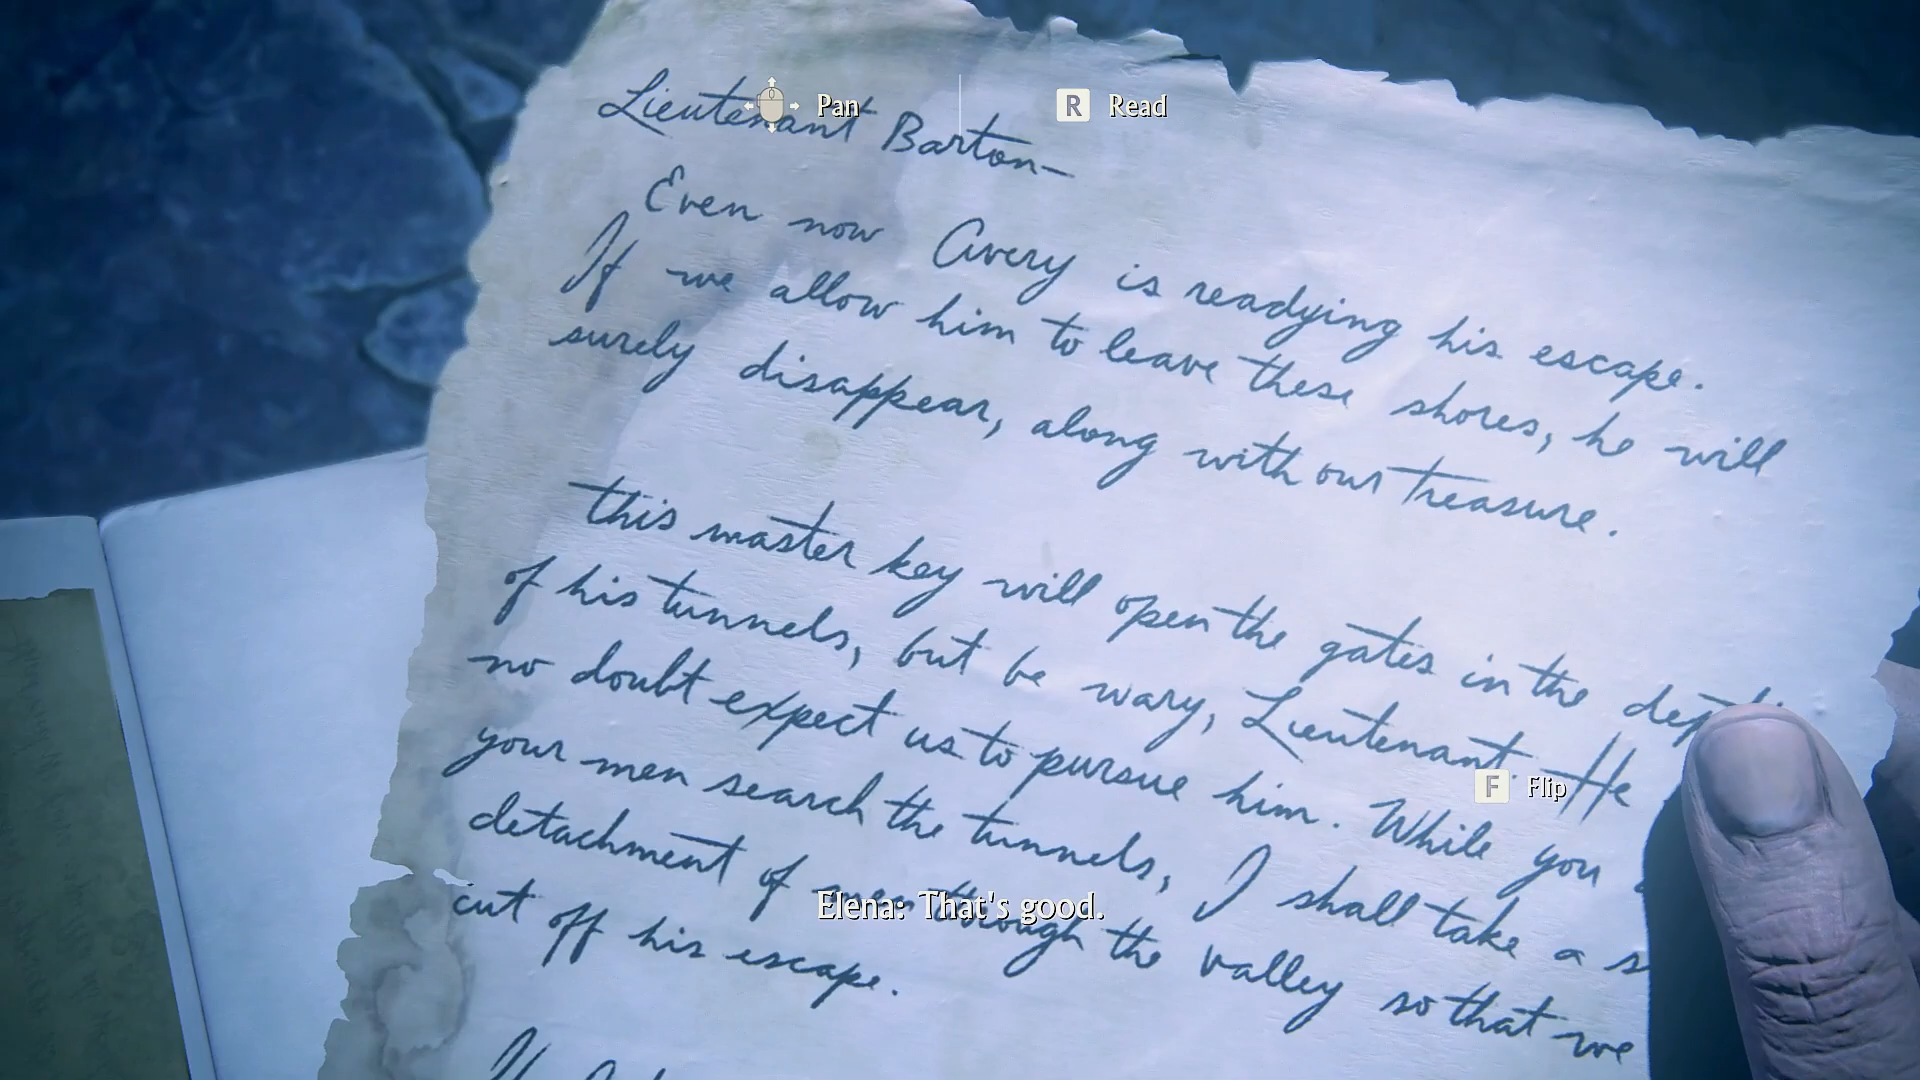 Pan
R Read
Lieutenant Barton-
Even now Avery is readying his escape.
If we allow him to leave these shores, he will
surely disappear, along with our treasure.
this master key will open the gates in the
of his tunnels, but be wary, Lieutenant. He
no doubt expect us to pursue him. While you
your men search the tunnels, I shall take a
detachment of men through the valley so that we
cut off his escape.
F Flip
Elena: That's good.